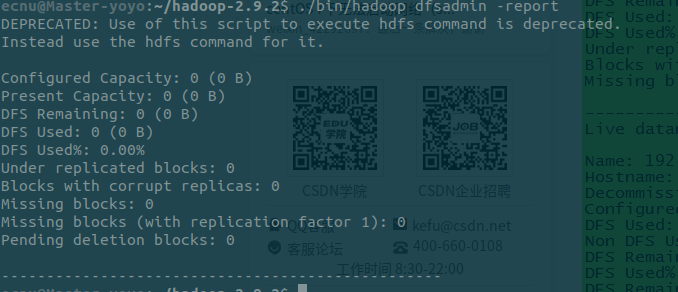 ecnu@Master-yoyo:~/hadoop-2.9.2$ ./bin/hadoop dfsadmin -report
DEPRECATED: Use of this script to execute hdfs command is deprecated.
Instead use the hdfs command for it.
Configured Capacity: 0 (0 B)
Present Capacity: 0 (0 B)
DFS Remaining: 0 (0 B)
DFS Used: 0 (0 B)
DFS Used%: 0.00%
Under replicated blocks: 0
Blocks with corrupt replicas: 0
Missing blocks: 0
Missing blocks (with replication factor 1): 0
Pending deletion blocks: 0
-------------------------------------------------
ecnu@Master-yoyo:~/hadoop-2.9.2$
EDU
学院
JOB
CSDN学院
CSDN企业招聘
QQ客服
kefu@csdn.net
客服论坛
400-660-0108
工作时间 8:30-22:00
DFS Remain
DFS Used:
DFS Used%
Under repl
Blocks wit
Missing b
----------
Live datan
Name: 192
Hostname:
Decommiss
Configured
DFS Used:
Non DFS U
DFS Remai
DFS Used%
DFS Remai